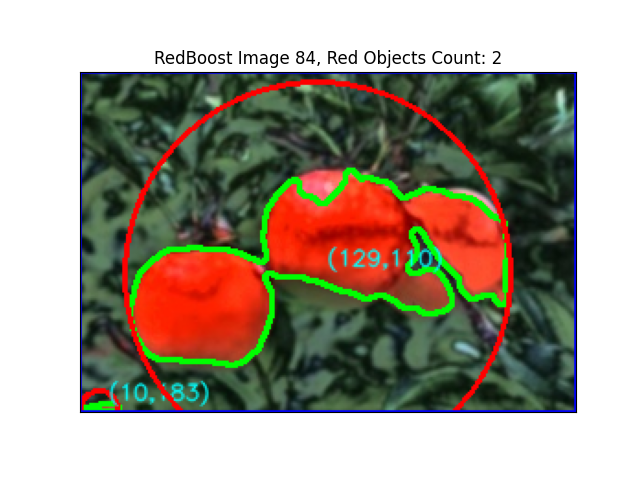 RedBoost Image 84, Red Objects Count: 2
(129,110)
(10,183)